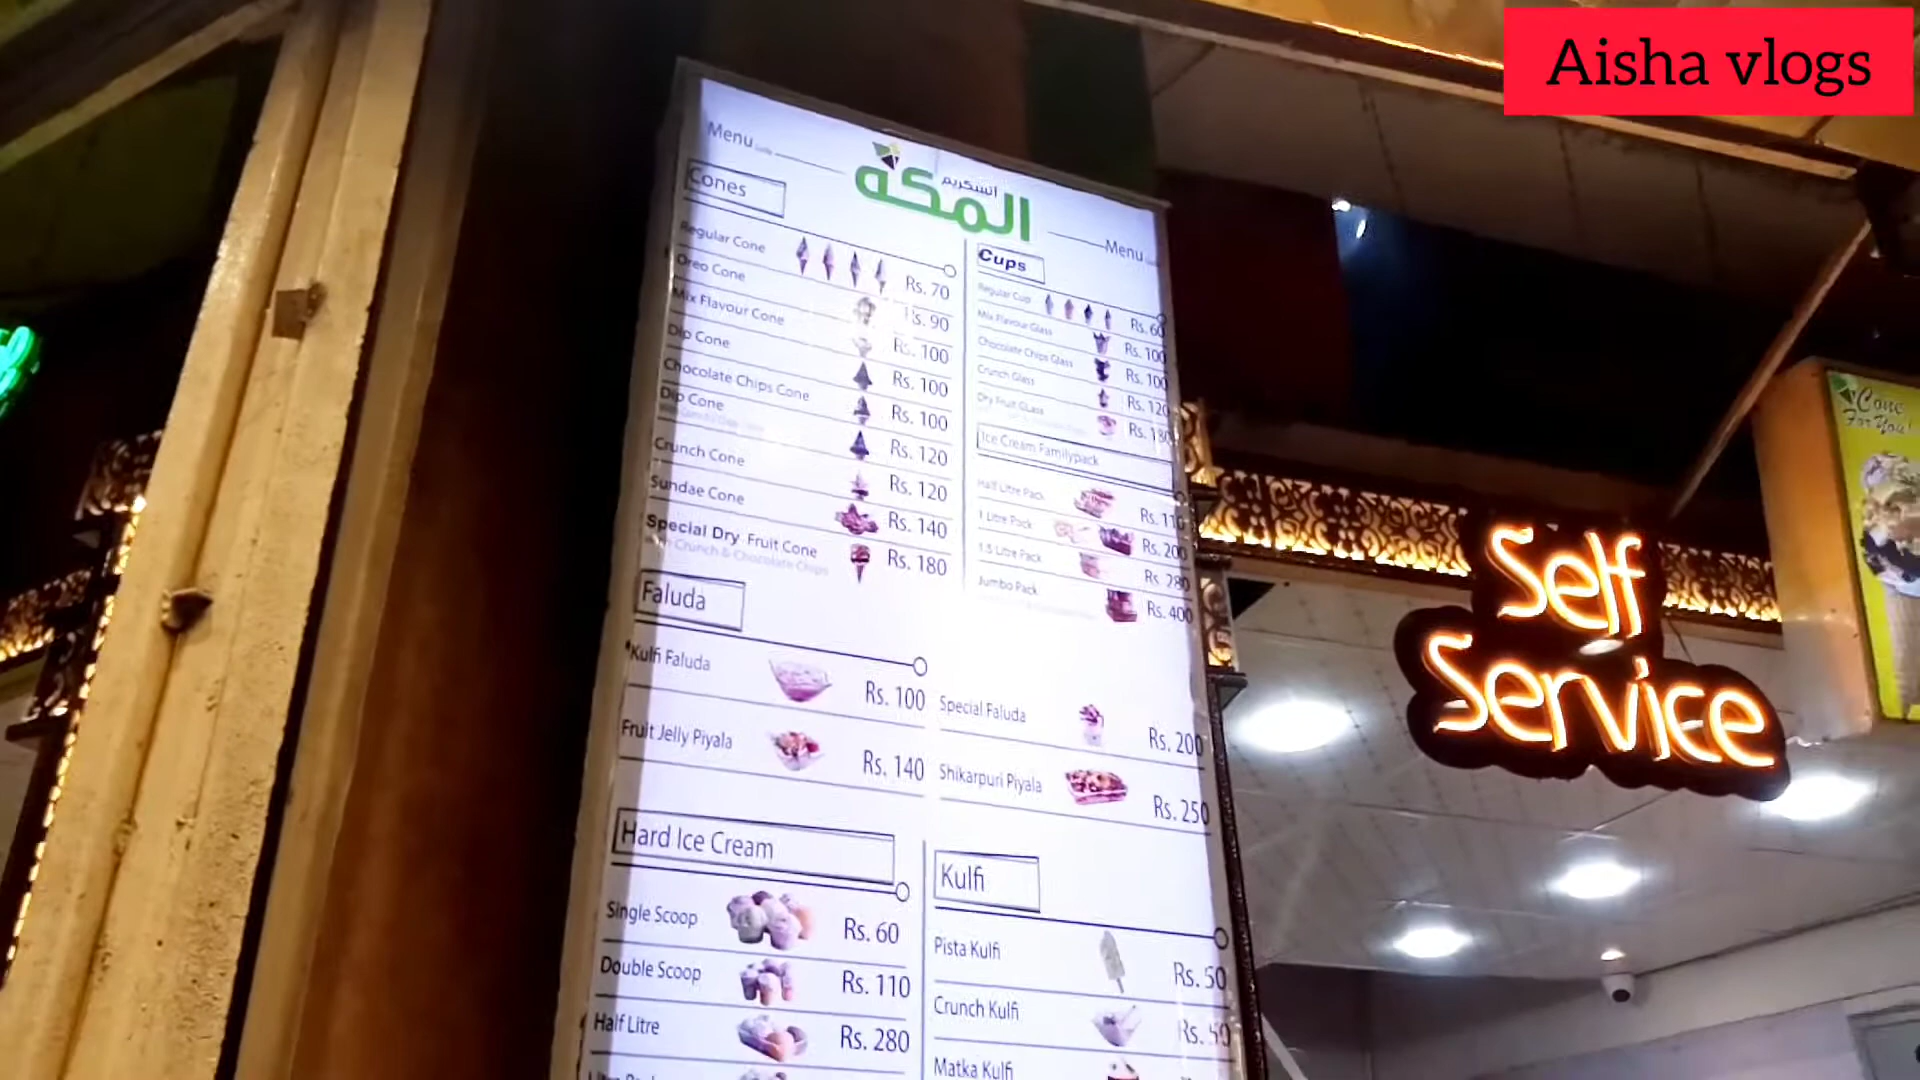 Aisha vlogs
Menu
المكة
آئسکریم
Menu
Cones
Regular Cone Rs. 70
Oreo Cone Rs. 90
Mix Flavour Cone Rs. 100
Dip Cone Rs. 100
Chocolate Chips Cone Rs. 100
Dip Cone Rs. 120
Crunch Cone Rs. 120
Sundae Cone Rs. 140
Special Dry Fruit Cone Rs. 180
With Crunch & Chocolate Chips
Cups
Regular Cup Rs. 60
Mix Flavour Glass Rs. 100
Chocolate Chips Glass Rs. 100
Crunch Glass Rs. 120
Dry Fruit Glass Rs. 180
Ice Cream Familypack
Half Litre Pack Rs. 110
1 Litre Pack Rs. 200
1.5 Litre Pack Rs. 280
Jumbo Pack Rs. 400
Faluda
Kulfi Faluda Rs. 100
Special Faluda Rs. 200
Fruit Jelly Piyala Rs. 140
Shikarpuri Piyala Rs. 250
Hard Ice Cream
Single Scoop Rs. 60
Double Scoop Rs. 110
Half Litre Rs. 280
Kulfi
Pista Kulfi Rs. 50
Crunch Kulfi Rs. 50
Matka Kulfi
Self
Service
Cone
For You!